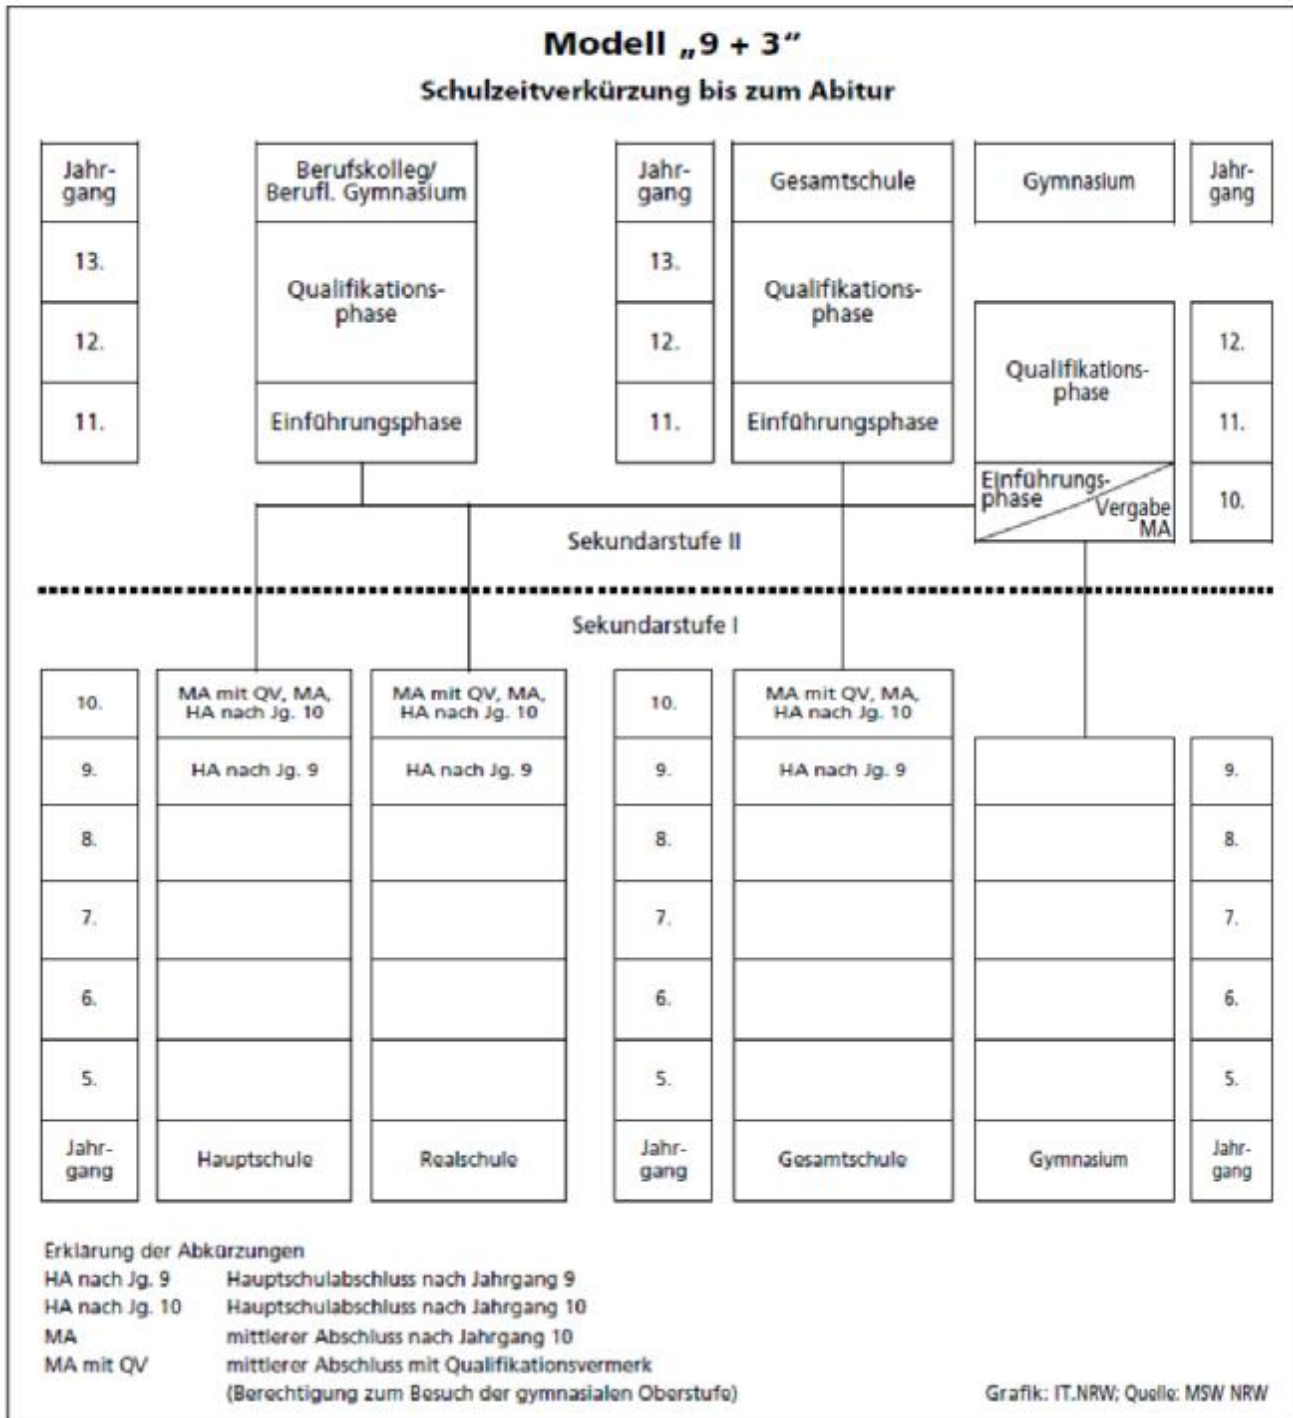 Modell „9 + 3“
Schulzeitverkürzung bis zum Abitur
Jahr-
gang
Berufskolleg/
Berufl. Gymnasium
Jahr-
gang
Gesamtschule
Gymnasium
Jahr-
gang
13.
Qualifikations-
phase
13.
Qualifikations-
phase
12.
12.
Qualifikations-
phase
12.
11.
Einführungsphase
11.
Einführungsphase
11.
Einführungs-
phase
Vergabe
MA
10.
Sekundarstufe II
Sekundarstufe I
10.
MA mit QV, MA,
HA nach Jg. 10
MA mit QV, MA,
HA nach Jg. 10
10.
MA mit QV, MA,
HA nach Jg. 10
9.
HA nach Jg. 9
HA nach Jg. 9
9.
HA nach Jg. 9
9.
8.
8.
8.
7.
7.
7.
6.
6.
6.
5.
5.
5.
Jahr-
gang
Hauptschule
Realschule
Jahr-
gang
Gesamtschule
Gymnasium
Jahr-
gang
Erklärung der Abkürzungen
HA nach Jg. 9 Hauptschulabschluss nach Jahrgang 9
HA nach Jg. 10 Hauptschulabschluss nach Jahrgang 10
MA mittlerer Abschluss nach Jahrgang 10
MA mit QV mittlerer Abschluss mit Qualifikationsvermerk
(Berechtigung zum Besuch der gymnasialen Oberstufe)
Grafik: IT.NRW; Quelle: MSW NRW